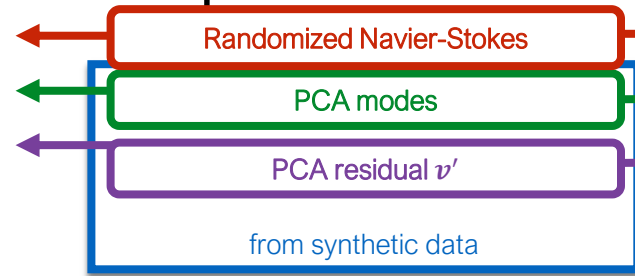 Randomized Navier-Stokes
PCA modes
PCA residual v′
from synthetic data